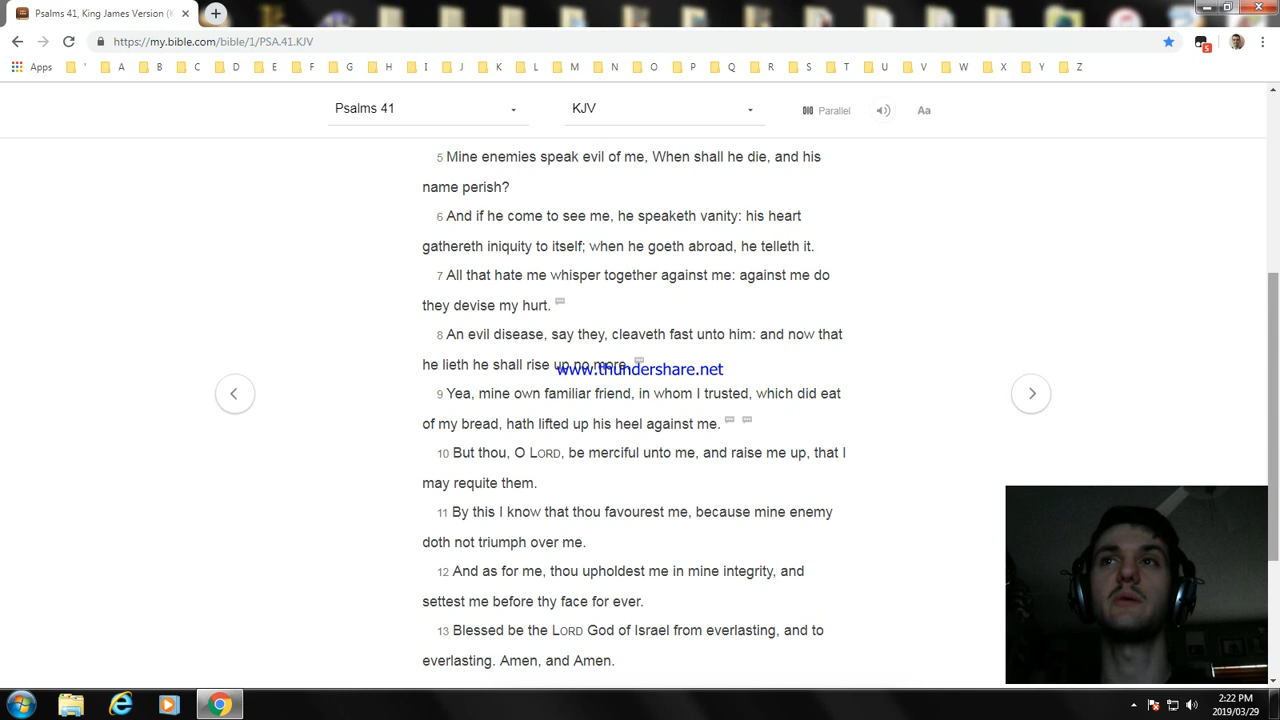 Psalms 41, King James Version (K
https://my.bible.com/bible/1/PSA.41.KJV
5
Apps ' A B C D E F G H I J K L M N O P Q R S T U V W X Y Z
Psalms 41 KJV Parallel Aa
5 Mine enemies speak evil of me, When shall he die, and his
name perish?
6 And if he come to see me, he speaketh vanity: his heart
gathereth iniquity to itself; when he goeth abroad, he telleth it.
7 All that hate me whisper together against me: against me do
they devise my hurt.
8 An evil disease, say they, cleaveth fast unto him: and now that
he lieth he shall rise up no more.
www.thundershare.net
9 Yea, mine own familiar friend, in whom I trusted, which did eat
of my bread, hath lifted up his heel against me.
10 But thou, O LORD, be merciful unto me, and raise me up, that I
may requite them.
11 By this I know that thou favourest me, because mine enemy
doth not triumph over me.
12 And as for me, thou upholdest me in mine integrity, and
settest me before thy face for ever.
13 Blessed be the LORD God of Israel from everlasting, and to
everlasting. Amen, and Amen.
2:22 PM
2019/03/29